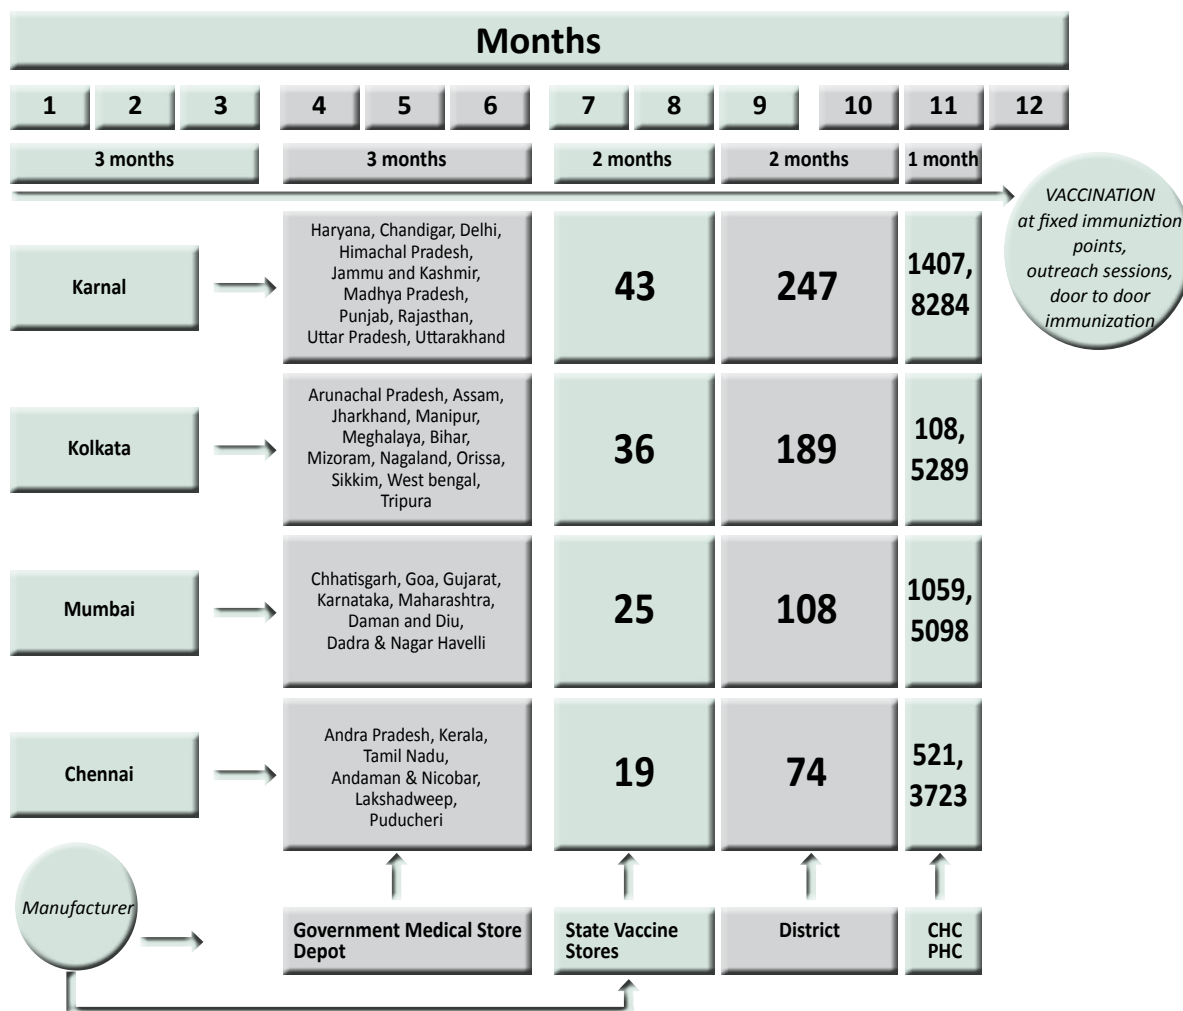 Months
1 2 3 4 5 6 7 8 9 10 11 12
3 months 3 months 2 months 2 months 1 month
VACCINATION
at fixed immuniztion
points,
outreach sessions,
door to door
immunization
Karnal
Haryana, Chandigar, Delhi,
Himachal Pradesh,
Jammu and Kashmir,
Madhya Pradesh,
Punjab, Rajasthan,
Uttar Pradesh, Uttarakhand
43
247
1407,
8284
Kolkata
Arunachal Pradesh, Assam,
Jharkhand, Manipur,
Meghalaya, Bihar,
Mizoram, Nagaland, Orissa,
Sikkim, West bengal,
Tripura
36
189
108,
5289
Mumbai
Chhatisgarh, Goa, Gujarat,
Karnataka, Maharashtra,
Daman and Diu,
Dadra & Nagar Havelli
25
108
1059,
5098
Chennai
Andra Pradesh, Kerala,
Tamil Nadu,
Andaman & Nicobar,
Lakshadweep,
Puducheri
19
74
521,
3723
Manufacturer
Government Medical Store
Depot
State Vaccine
Stores
District
CHC
PHC